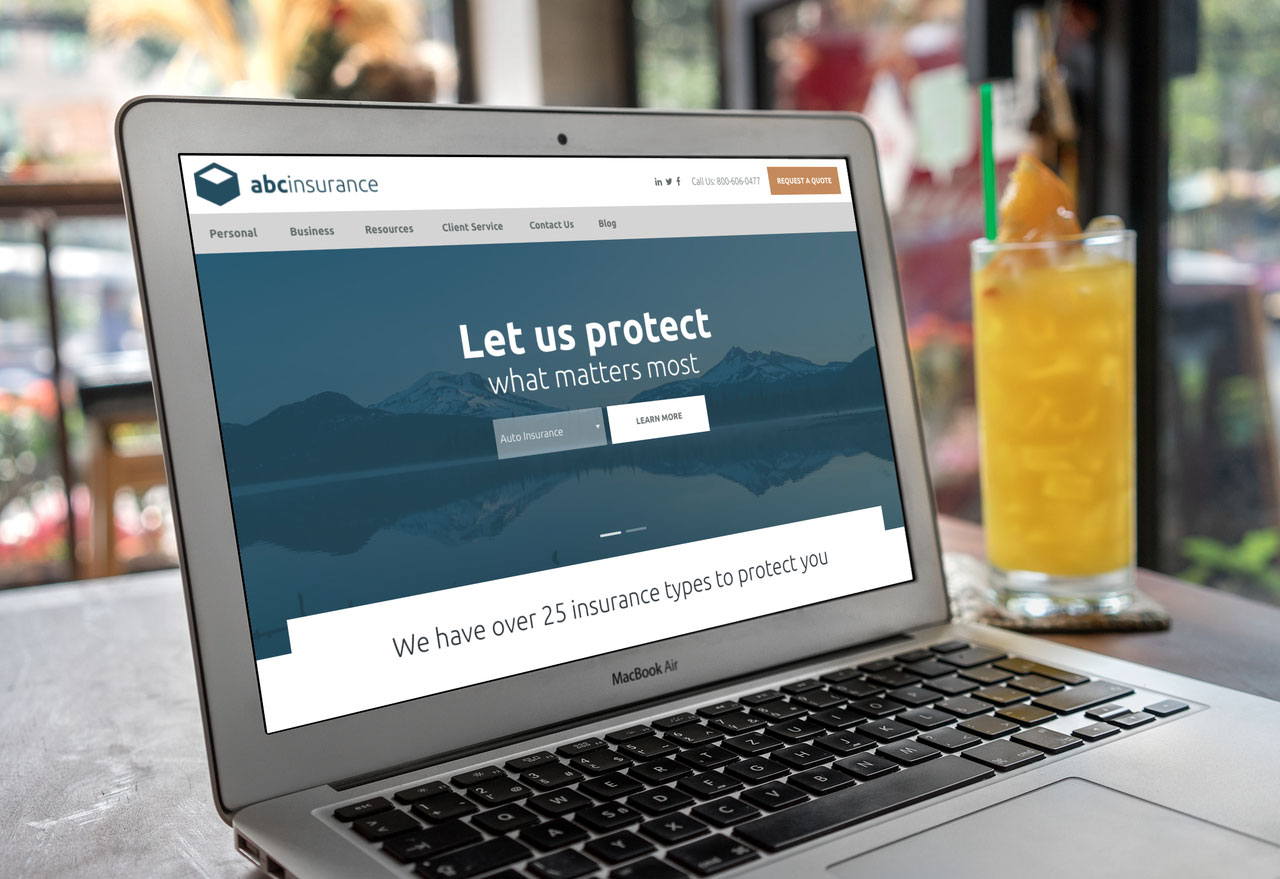 abcinsurance
Call Us: 800-606-0477
REQUEST A QUOTE
Personal
Business
Resources
Client Service
Contact Us
Blog
Let us protect
what matters most
Auto Insurance
LEARN MORE
We have over 25 insurance types to protect you
MacBook Air
esc